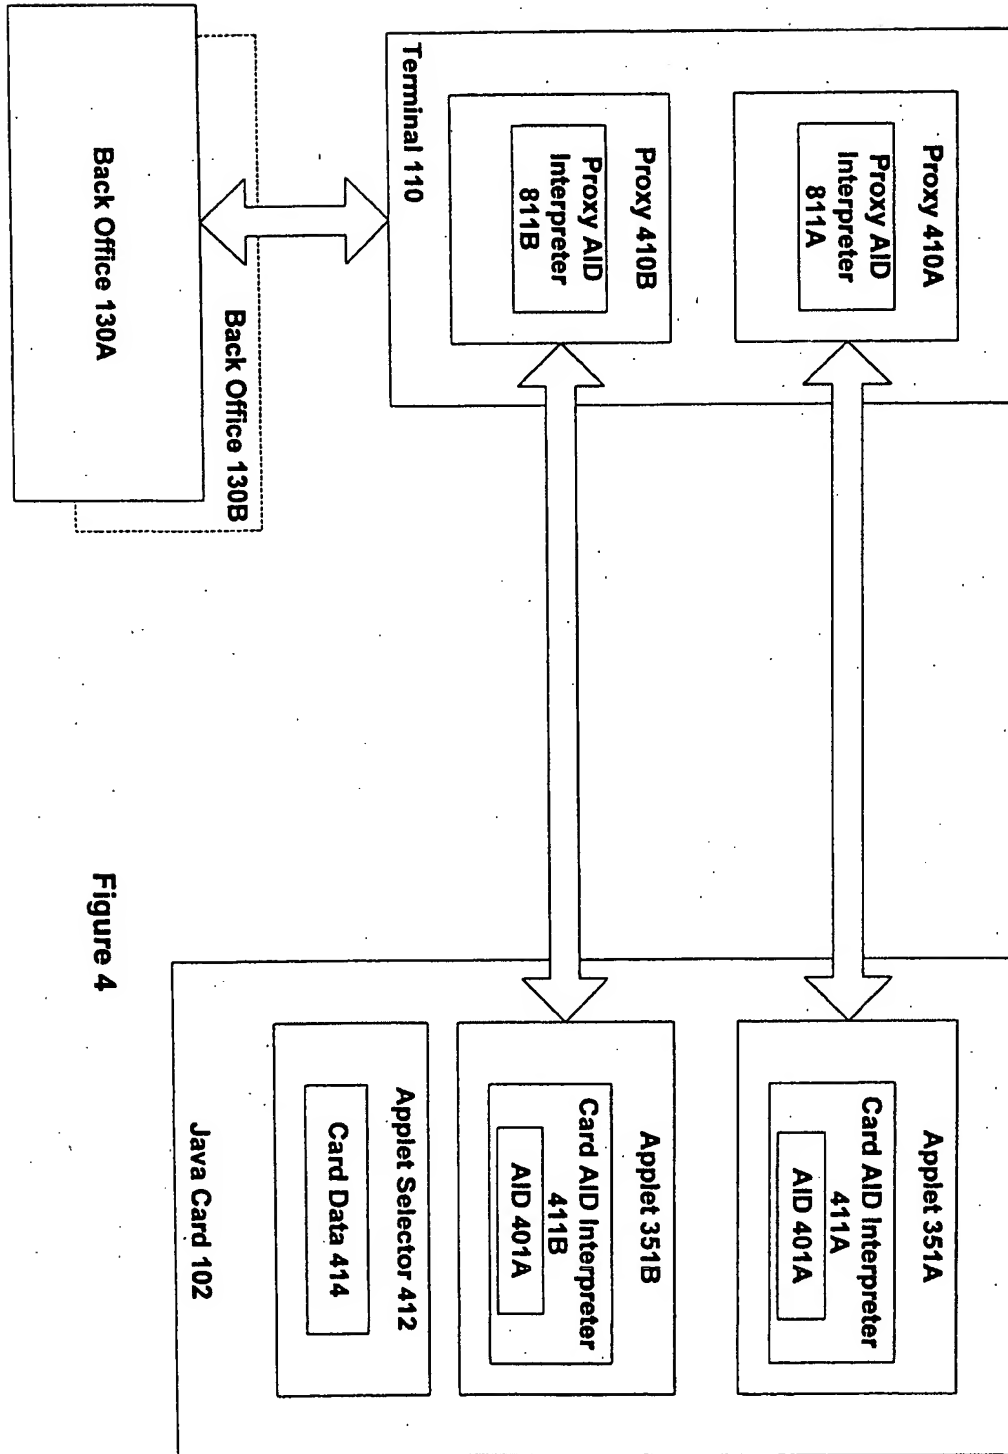 Proxy 410A
Proxy AID
Interpreter
811A
Proxy 410B
Proxy AID
Interpreter
811B
Terminal 110
Applet 351A
Card AID Interpreter
411A
AID 401A
Applet 351B
Card AID Interpreter
411B
AID 401A
Applet Selector 412
Card Data 414
Java Card 102
Back Office 130B
Back Office 130A
Figure 4